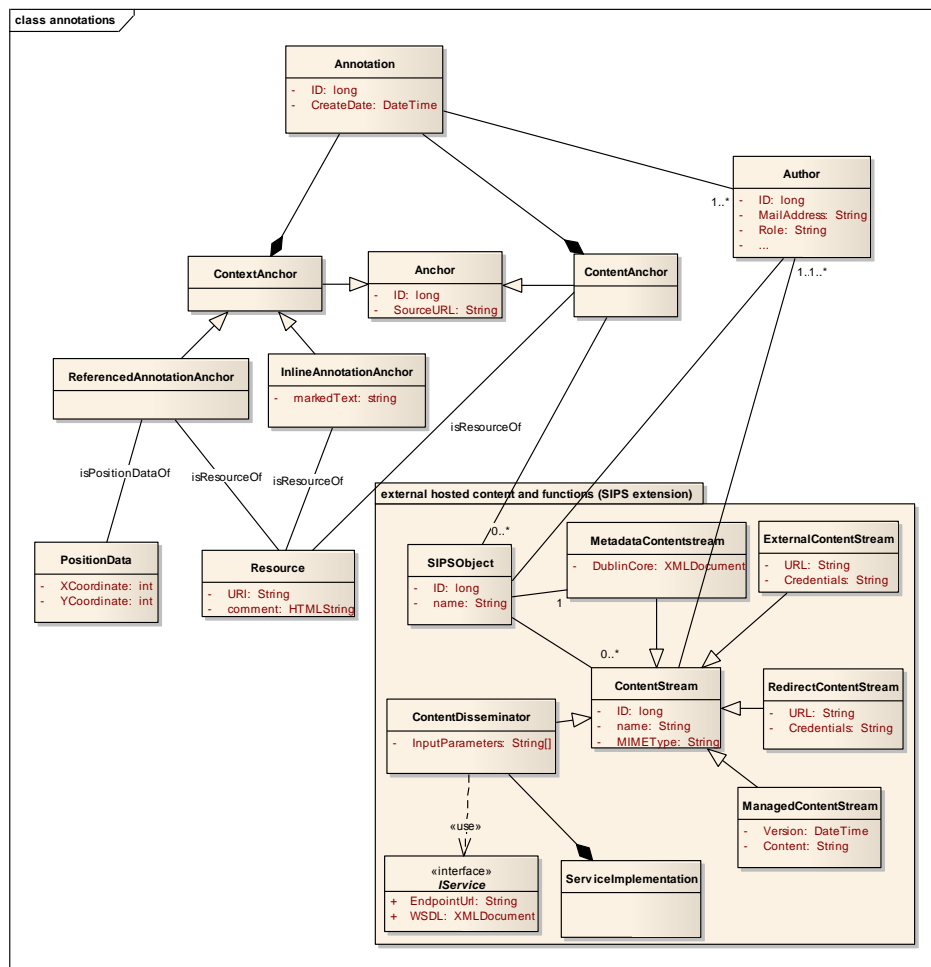 class annotations
Annotation
- ID: long
- CreateDate: DateTime
Author
- ID: long
- MailAddress: String
- Role: String
- ...
1..*
1..1..*
ContextAnchor
Anchor
- ID: long
- SourceURL: String
ContentAnchor
ReferencedAnnotationAnchor
InlineAnnotationAnchor
- markedText: string
isResourceOf
isPositionDataOf
isResourceOf
isResourceOf
external hosted content and functions (SIPS extension)
PositionData
- XCoordinate: int
- YCoordinate: int
Resource
- URI: String
- comment: HTMLString
0..*
SIPSObject
- ID: long
- name: String
MetadataContentstream
- DublinCore: XMLDocument
ExternalContentStream
- URL: String
- Credentials: String
1
0..*
ContentStream
- ID: long
- name: String
- MIMEType: String
RedirectContentStream
- URL: String
- Credentials: String
ContentDisseminator
- InputParameters: String[]
ManagedContentStream
- Version: DateTime
- Content: String
«use»
«interface»
IService
+ EndpointUrl: String
+ WSDL: XMLDocument
ServiceImplementation